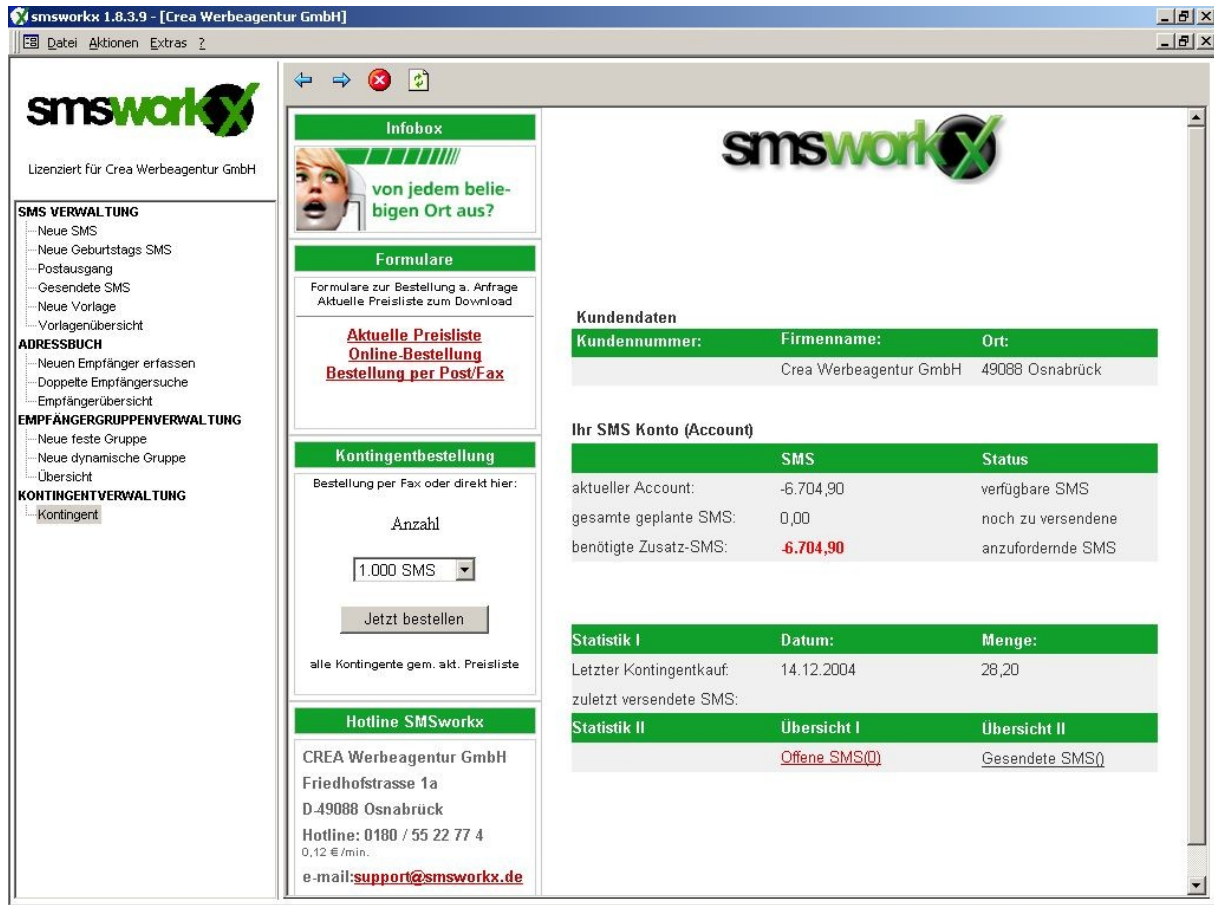 smsworkx 1.8.3.9 - [Crea Werbeagentur GmbH]
Datei Aktionen Extras ?
smsworkx
Lizenziert für Crea Werbeagentur GmbH
SMS VERWALTUNG
Neue SMS
Neue Geburtstags SMS
Postausgang
Gesendete SMS
Neue Vorlage
Vorlagenübersicht
ADRESSBUCH
Neuen Empfänger erfassen
Doppelte Empfängersuche
Empfängerübersicht
EMPFÄNGERGRUPPENVERWALTUNG
Neue feste Gruppe
Neue dynamische Gruppe
Übersicht
KONTINGENTVERWALTUNG
Kontingent
Infobox
von jedem belie-
bigen Ort aus?
Formulare
Formulare zur Bestellung a. Anfrage
Aktuelle Preisliste zum Download
Aktuelle Preisliste
Online-Bestellung
Bestellung per Post/Fax
Kontingentbestellung
Bestellung per Fax oder direkt hier:
Anzahl
1.000 SMS
Jetzt bestellen
alle Kontingente gem. akt. Preisliste
Hotline SMSworkx
CREA Werbeagentur GmbH
Friedhofstrasse 1a
D-49088 Osnabrück
Hotline: 0180 / 55 22 77 4
0,12 €/min.
e-mail:support@smsworkx.de
smsworkx
Kundendaten
Kundennummer: Firmenname: Ort:
Crea Werbeagentur GmbH 49088 Osnabrück
Ihr SMS Konto (Account)
SMS Status
aktueller Account: -6.704,90 verfügbare SMS
gesamte geplante SMS: 0,00 noch zu versendene
benötigte Zusatz-SMS: -6.704,90 anzufordernde SMS
Statistik I Datum: Menge:
Letzter Kontingentkauf: 14.12.2004 28,20
zuletzt versendete SMS:
Statistik II Übersicht I Übersicht II
Offene SMS(0) Gesendete SMS()